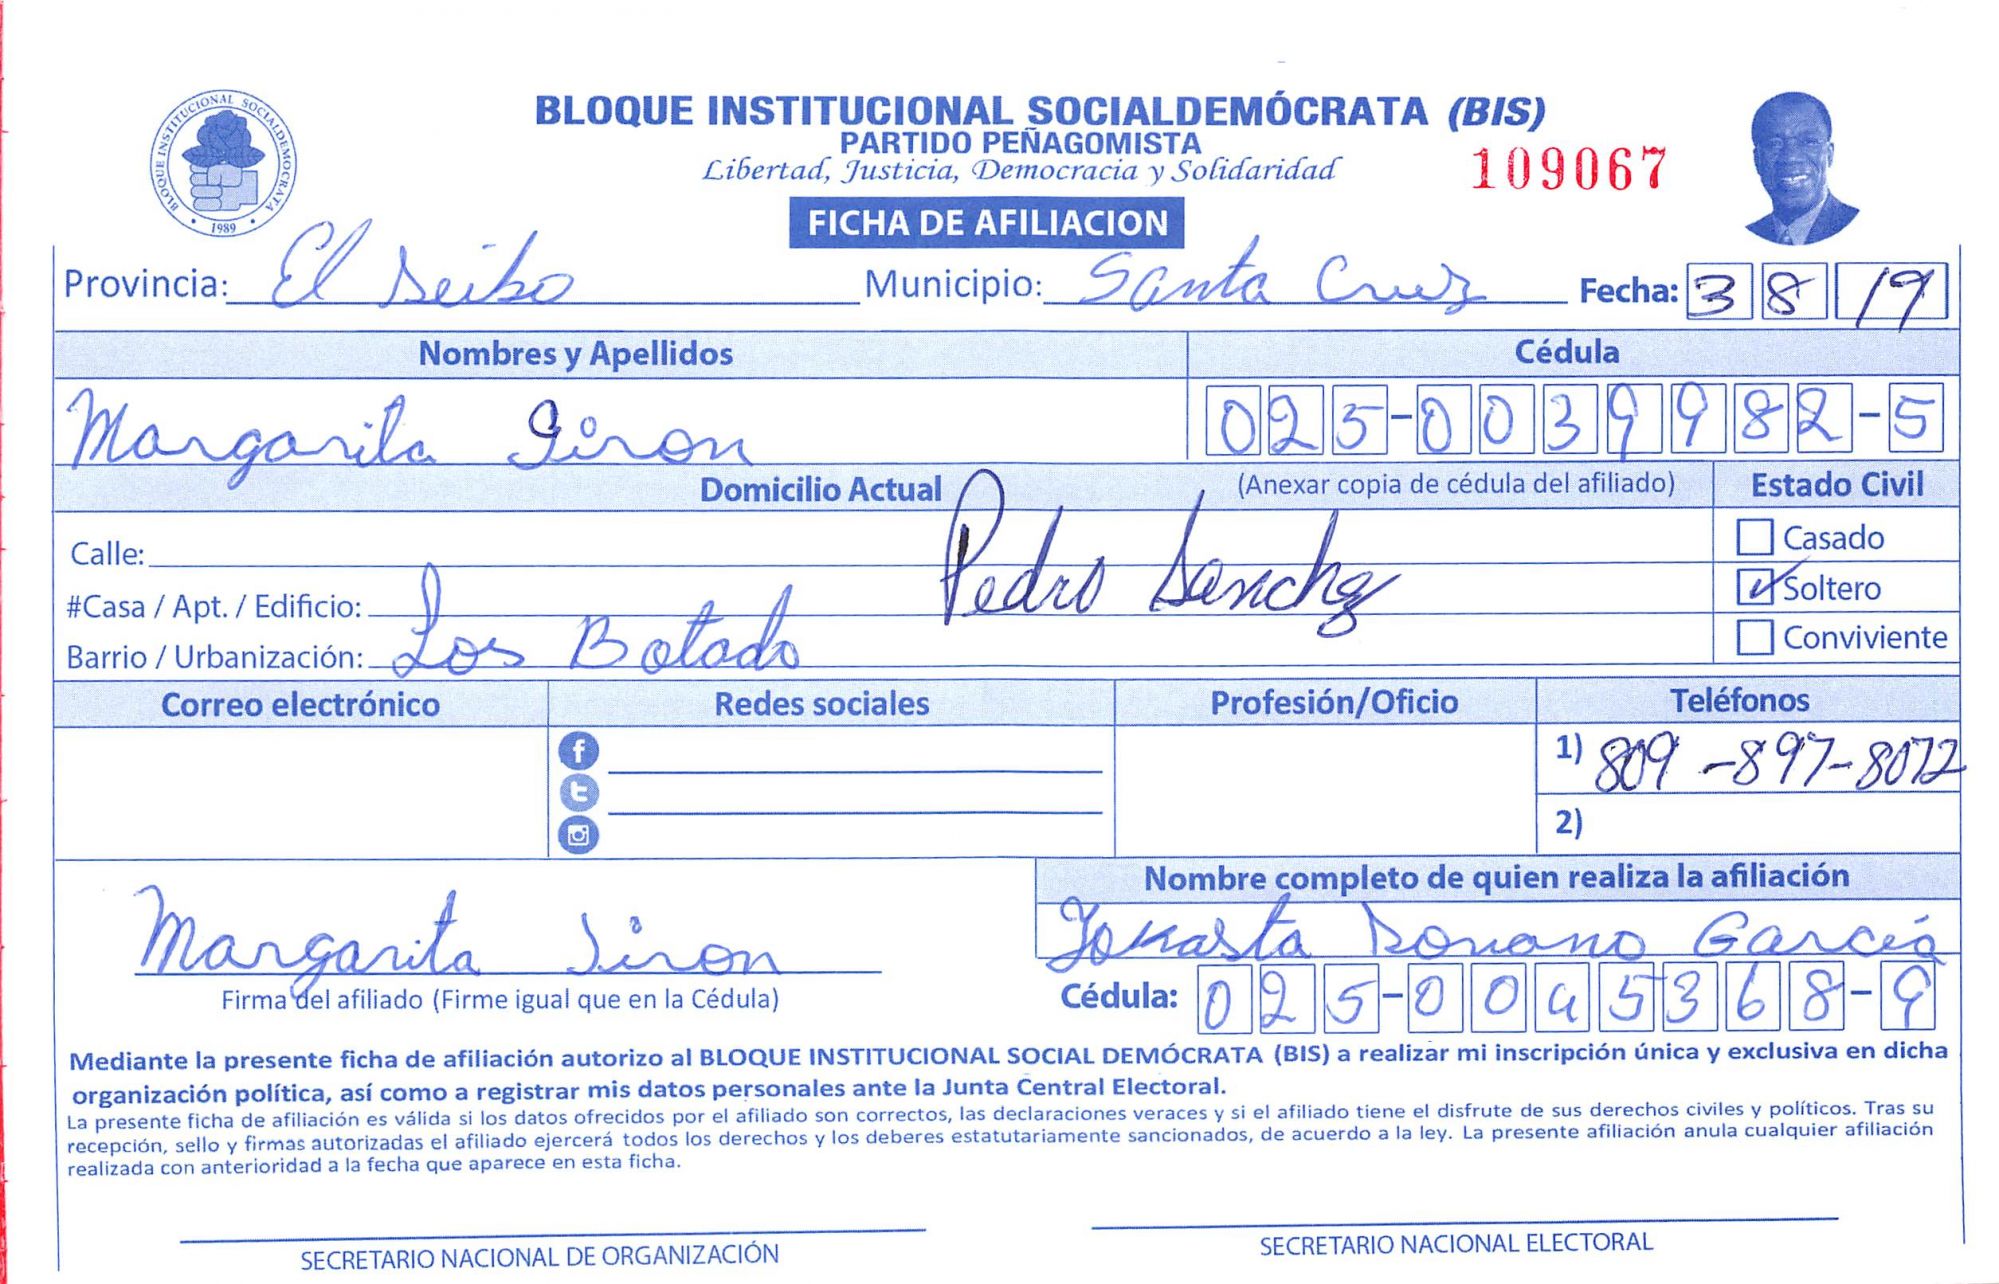 BLOQUE INSTITUCIONAL SOCIALDEMOCRATA
1989
BLOQUE INSTITUCIONAL SOCIALDEMÓCRATA (BIS)
PARTIDO PEÑAGOMISTA
Libertad, Justicia, Democracia y Solidaridad
109067
FICHA DE AFILIACION
Provincia: El Seibo Municipio: Santa Cruz Fecha: 3 8 19
Nombres y Apellidos Cédula
Margarita Giron 025-0039982-5
Domicilio Actual (Anexar copia de cédula del afiliado) Estado Civil
Calle: Casado
#Casa / Apt. / Edificio: Pedro Sanchez Soltero
Barrio / Urbanización: Los Botado Conviviente
Correo electrónico Redes sociales Profesión/Oficio Teléfonos
1) 809-897-8072
2)
Nombre completo de quien realiza la afiliación
Margarita Jiron Yokasta Romano Garcia
Firma del afiliado (Firme igual que en la Cédula) Cédula: 025-0045368-9
Mediante la presente ficha de afiliación autorizo al BLOQUE INSTITUCIONAL SOCIAL DEMÓCRATA (BIS) a realizar mi inscripción única y exclusiva en dicha
organización política, así como a registrar mis datos personales ante la Junta Central Electoral.
La presente ficha de afiliación es válida si los datos ofrecidos por el afiliado son correctos, las declaraciones veraces y si el afiliado tiene el disfrute de sus derechos civiles y políticos. Tras su
recepción, sello y firmas autorizadas el afiliado ejercerá todos los derechos y los deberes estatutariamente sancionados, de acuerdo a la ley. La presente afiliación anula cualquier afiliación
realizada con anterioridad a la fecha que aparece en esta ficha.
SECRETARIO NACIONAL DE ORGANIZACIÓN SECRETARIO NACIONAL ELECTORAL